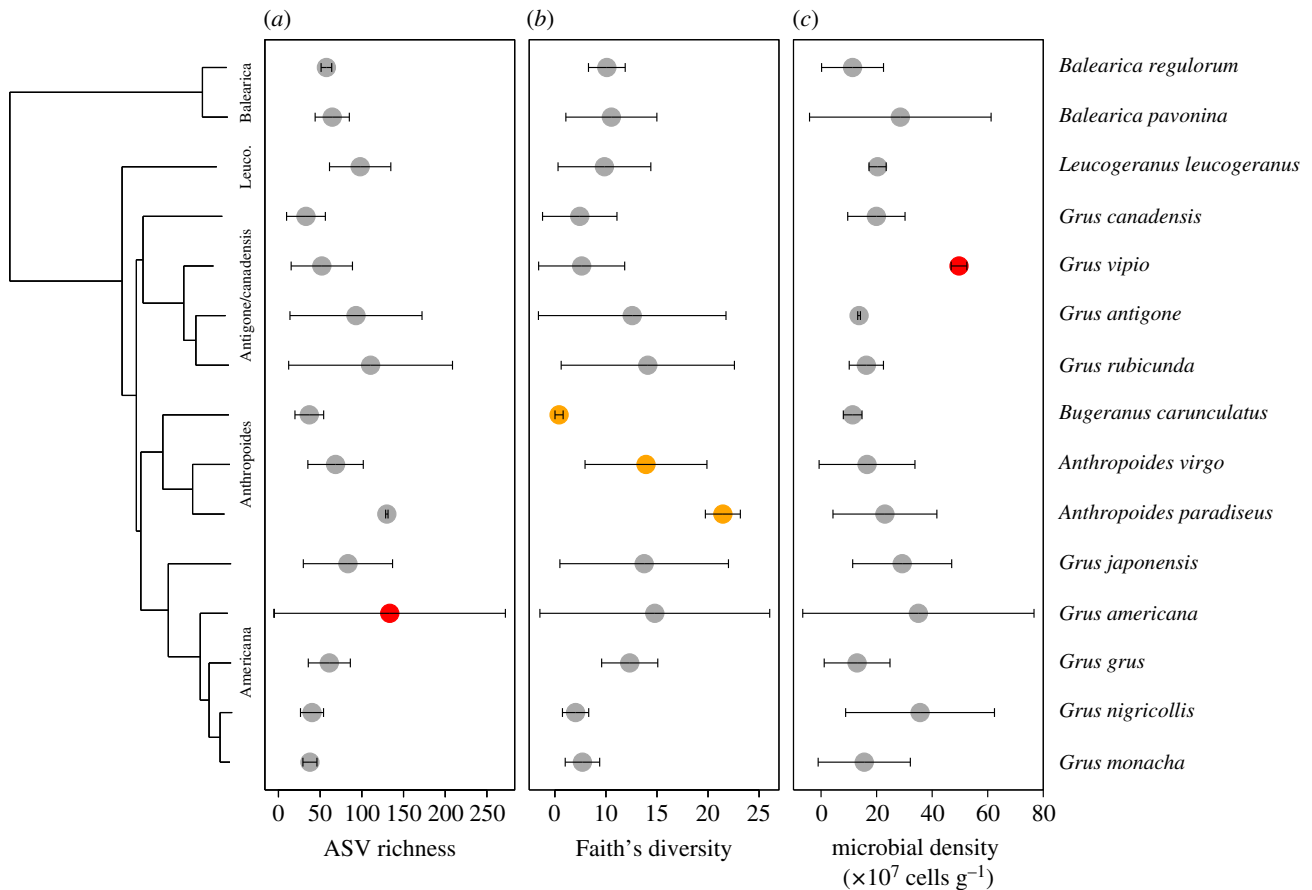 (a)
(b)
(c)
Balearica
Leuco.
Antigone/canadensis
Anthropoides
Americana
Balearica regulorum
Balearica pavonina
Leucogeranus leucogeranus
Grus canadensis
Grus vipio
Grus antigone
Grus rubicunda
Bugeranus carunculatus
Anthropoides virgo
Anthropoides paradiseus
Grus japonensis
Grus americana
Grus grus
Grus nigricollis
Grus monacha
0 50 100 150 200 250
ASV richness
0 5 10 15 20 25
Faith's diversity
0 20 40 60 80
microbial density
(×10⁷ cells g⁻¹)